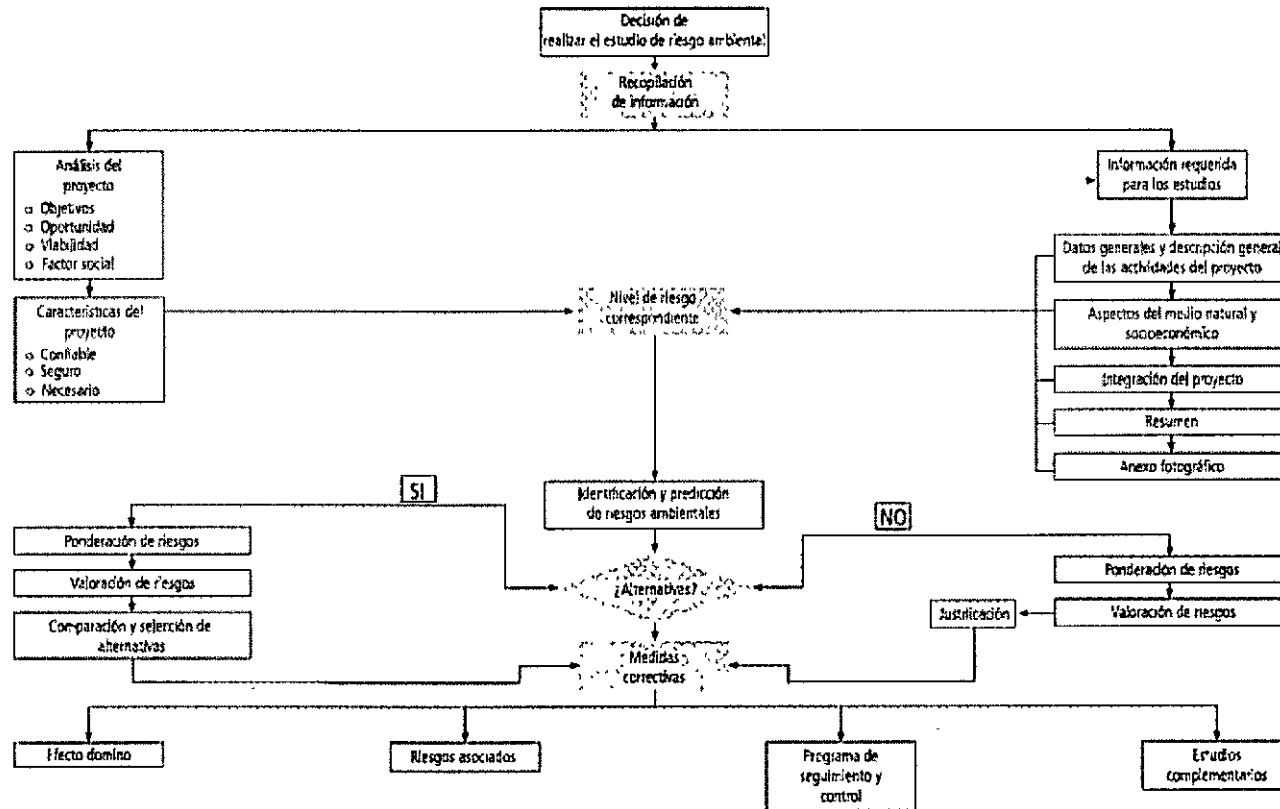 Decisión de
realizar el estudio de riesgo ambiental
Recopilación
de información
Análisis del
proyecto
Objetivos
Oportunidad
Viabilidad
Factor social
Características del
proyecto
Confiable
Seguro
Necesario
Información requerida
para los estudios
Datos generales y descripción general
de las actividades del proyecto
Aspectos del medio natural y
socioeconómico
Integración del proyecto
Resumen
Anexo fotográfico
Nivel de riesgo
correspondiente
Identificación y predicción
de riesgos ambientales
¿Alternativas?
SI
Ponderación de riesgos
Valoración de riesgos
Comparación y selección de
alternativas
NO
Ponderación de riesgos
Valoración de riesgos
Justificación
Medidas
correctivas
Efecto domino
Riesgos asociados
Programa de
seguimiento y
control
Estudios
complementarios